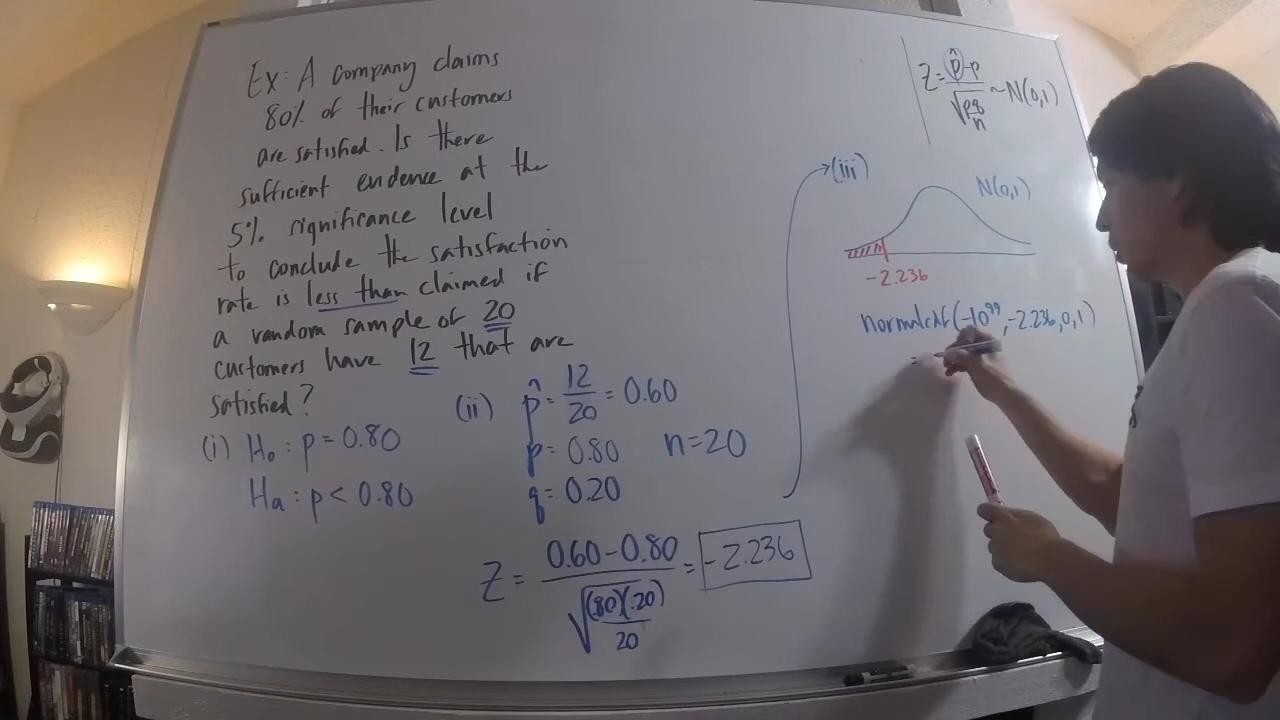 Ex: A company claims
80% of their customers
are satisfied. Is there
sufficient evidence at the
5% significance level
to conclude the satisfaction
rate is less than claimed if
a random sample of 20
customers have 12 that are
satisfied?
(i) H₀: p = 0.80
Hₐ: p < 0.80
(ii) p̂ = 12/20 = 0.60
p = 0.80 n=20
q = 0.20
Z = (0.60-0.80)/√((.80)(.20)/20) = -2.236
Z = (p̂-p)/√(pq/n) ~ N(0,1)
(iii)
N(0,1)
-2.236
normalcdf(-10⁹⁹, -2.236, 0, 1)
=